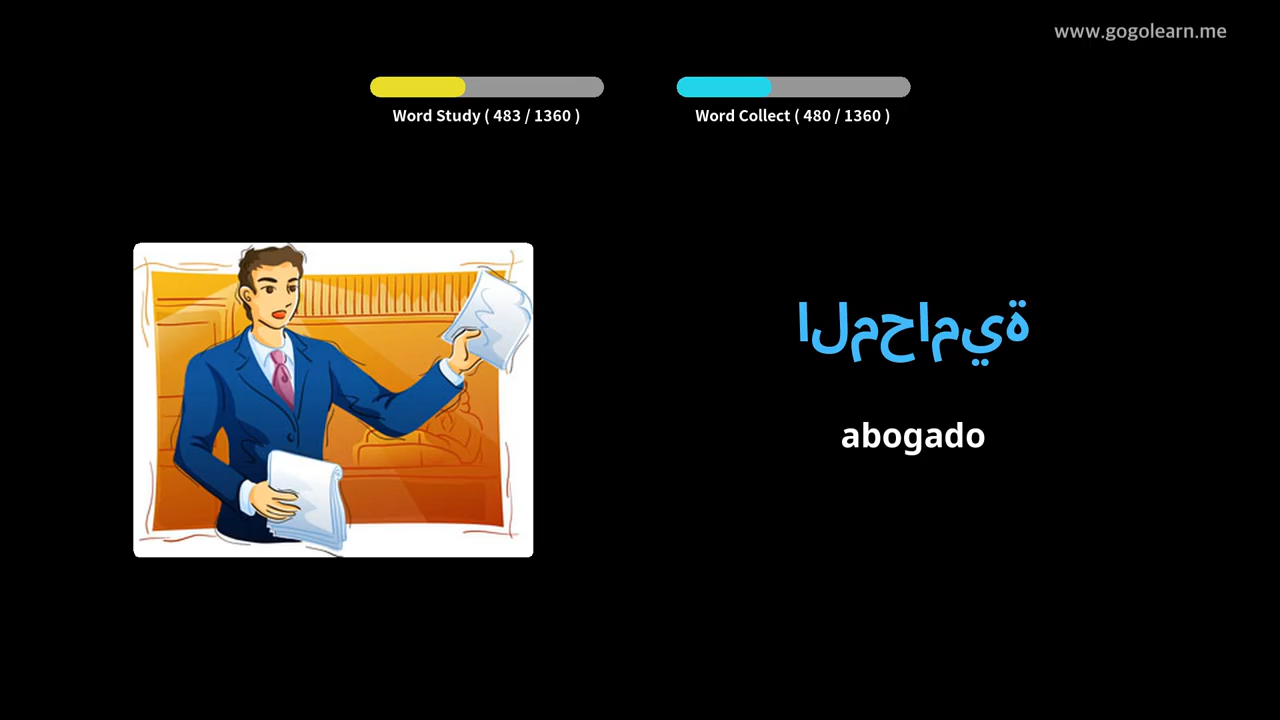 www.gogolearn.me
Word Study ( 483 / 1360 )
Word Collect ( 480 / 1360 )
المحامية
abogado